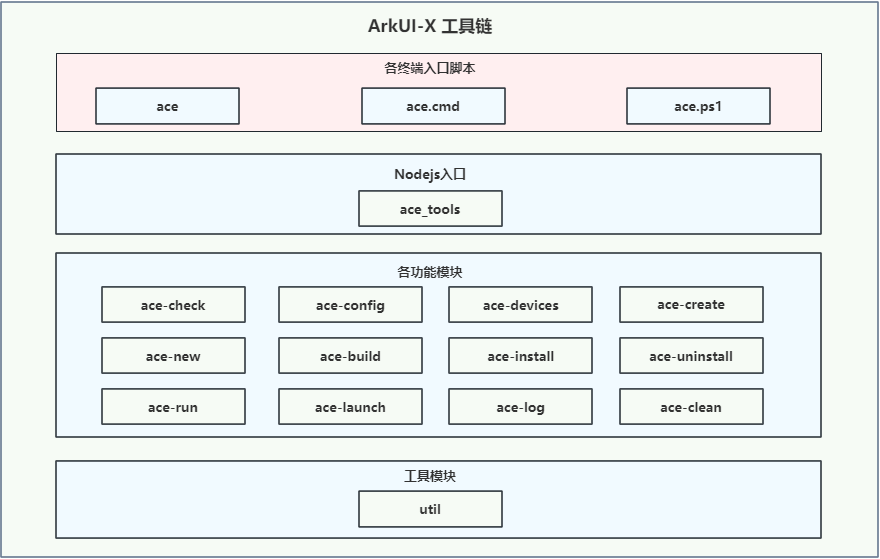 ArkUI-X 工具链
各终端入口脚本
ace ace.cmd ace.ps1
Nodejs入口
ace_tools
各功能模块
ace-check ace-config ace-devices ace-create
ace-new ace-build ace-install ace-uninstall
ace-run ace-launch ace-log ace-clean
工具模块
util